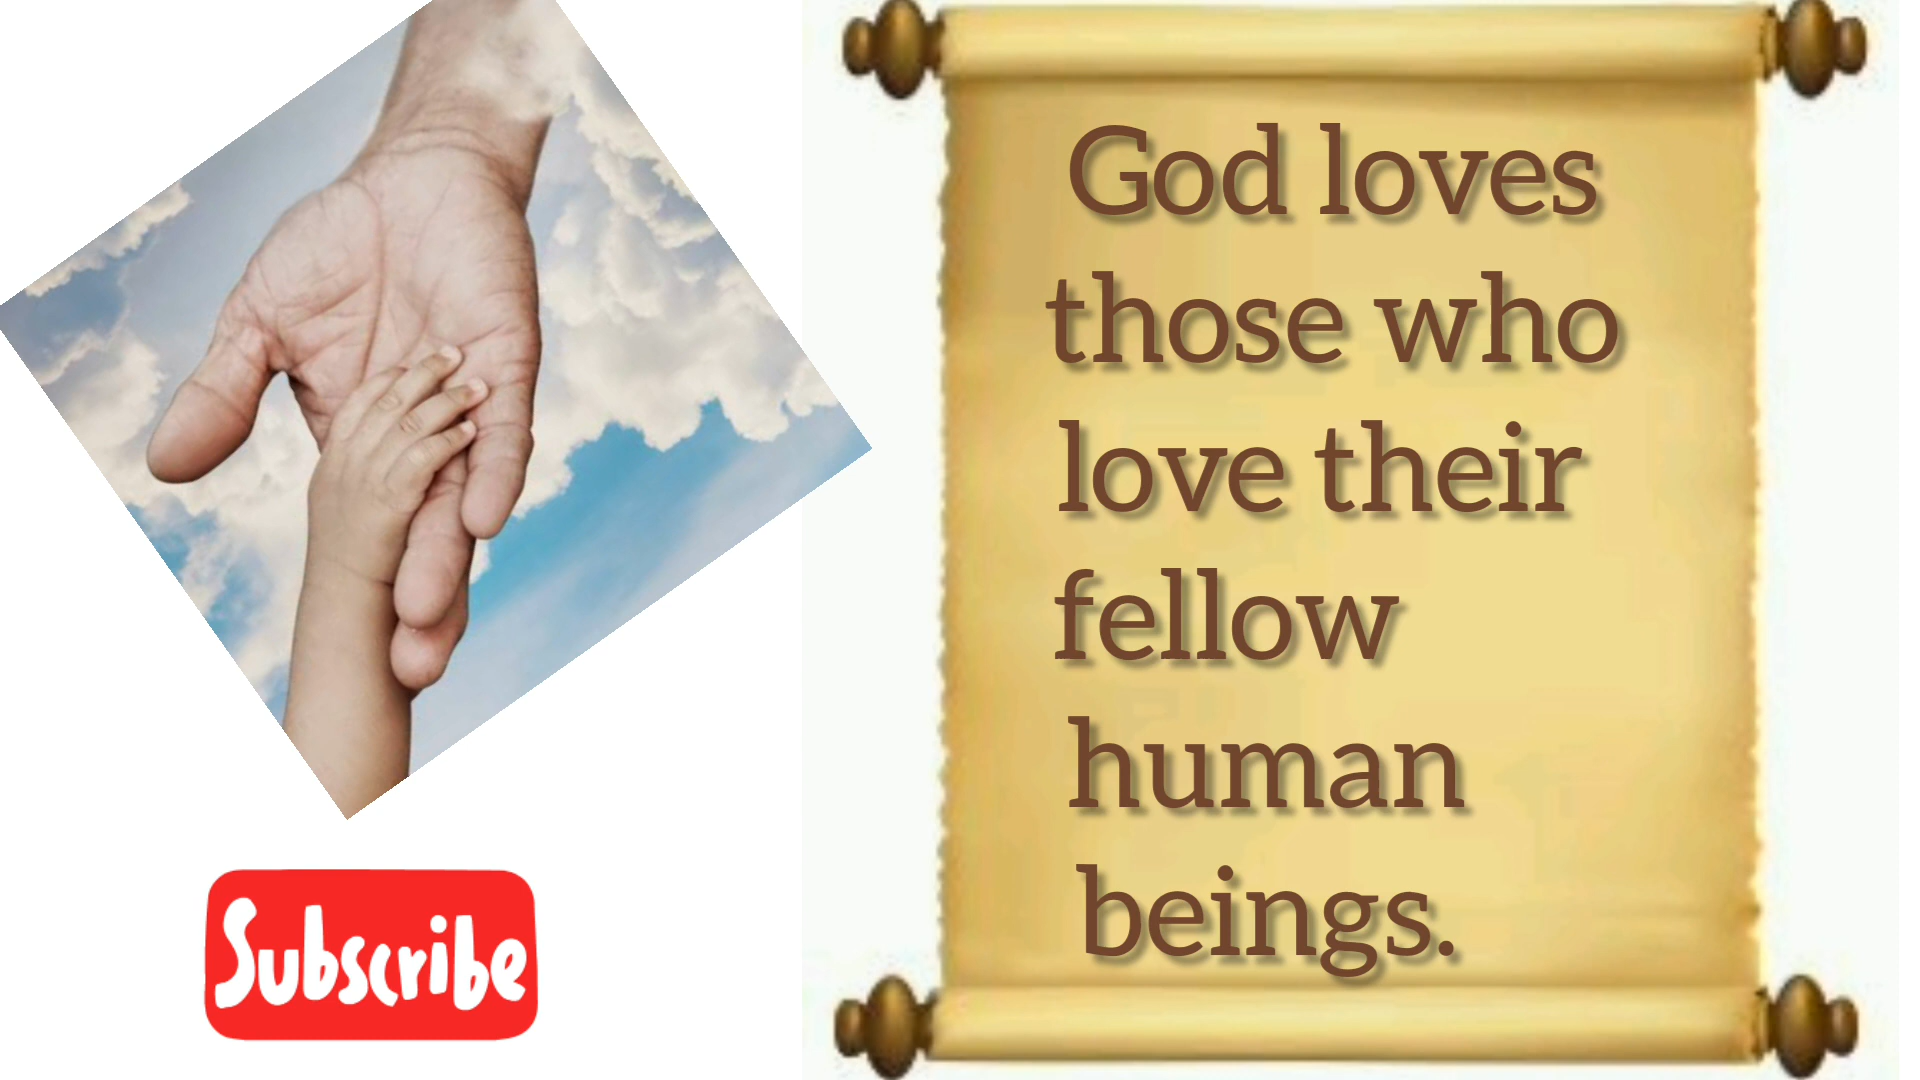 God loves
those who
love their
fellow
human
beings.
Subscribe